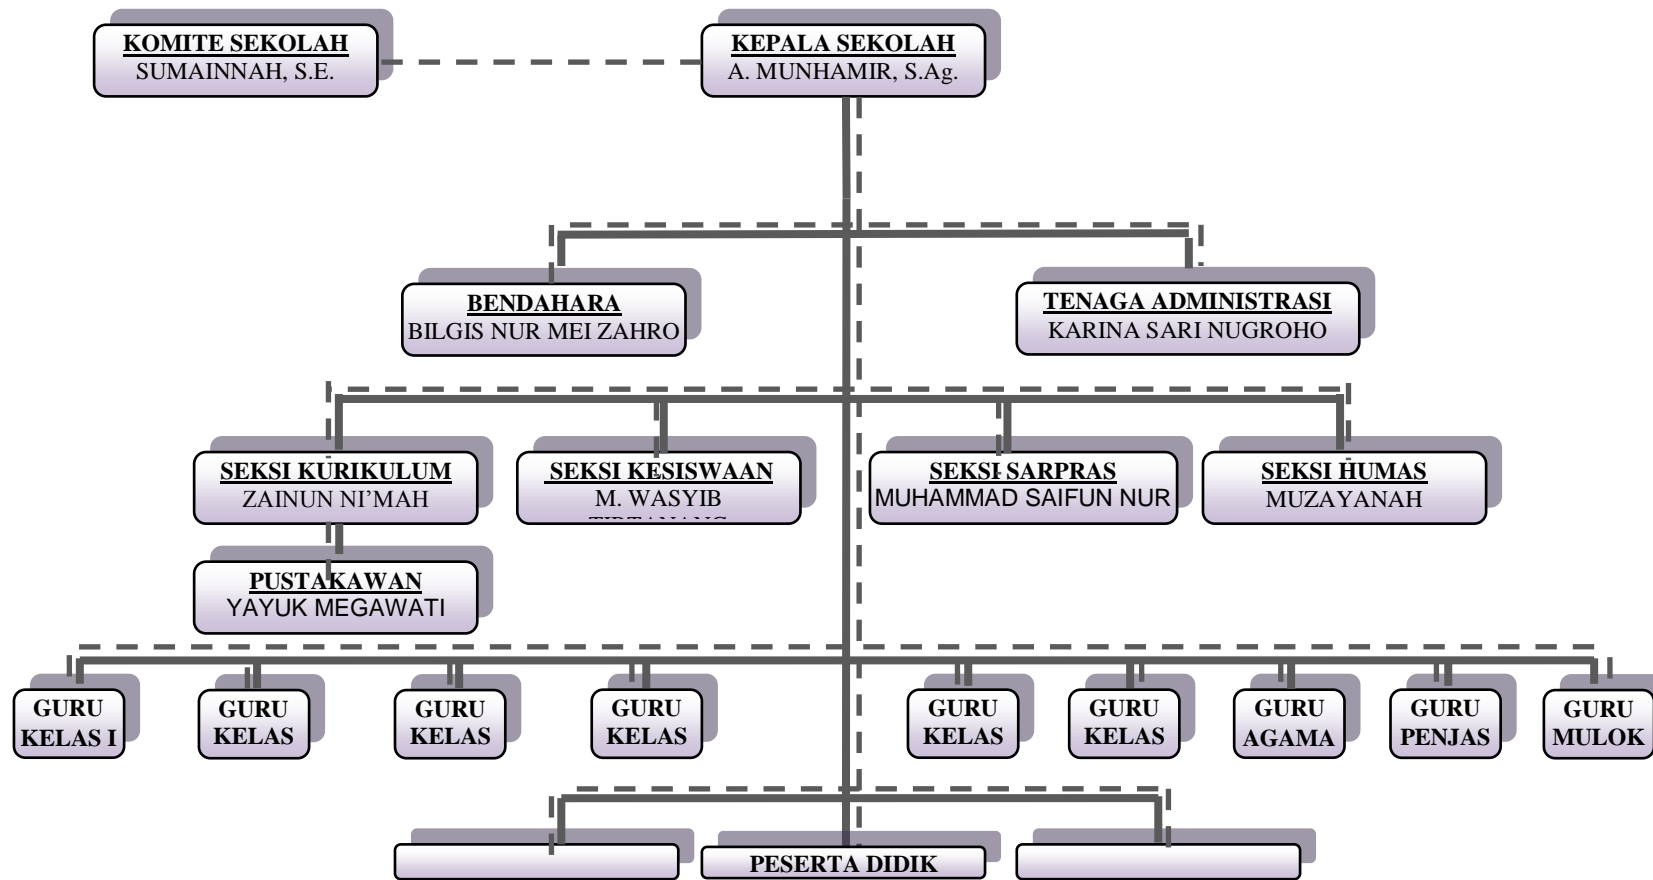 KOMITE SEKOLAH
SUMAINNAH, S.E.
KEPALA SEKOLAH
A. MUNHAMIR, S.Ag.
BENDAHARA
BILGIS NUR MEI ZAHRO
TENAGA ADMINISTRASI
KARINA SARI NUGROHO
SEKSI KURIKULUM
ZAINUN NI’MAH
SEKSI KESISWAAN
M. WASYIB
SEKSI SARPRAS
MUHAMMAD SAIFUN NUR
SEKSI HUMAS
MUZAYANAH
PUSTAKAWAN
YAYUK MEGAWATI
GURU
KELAS I
GURU
KELAS
GURU
KELAS
GURU
KELAS
GURU
KELAS
GURU
KELAS
GURU
AGAMA
GURU
PENJAS
GURU
MULOK
PESERTA DIDIK